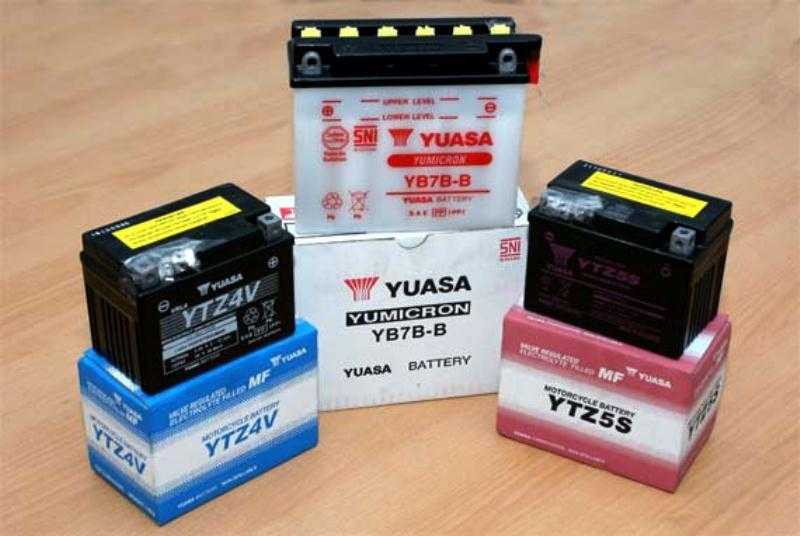 UPPER LEVEL
LOWER LEVEL
SNI
YUASA
YUMICRON
YB7B-B
YUASA BATTERY
Pb
SNI
YUASA
YUMICRON
YB7B-B
YUASA BATTERY
YUASA
YTZ4V
VALVE REGULATED
ELECTROLYTE FILLED MF YUASA
MOTORCYCLE BATTERY
YTZ4V
YTZ4V
YTZ5S
VALVE REGULATED
ELECTROLYTE FILLED MF YUASA
MOTORCYCLE BATTERY
YTZ5S
YTZ5S